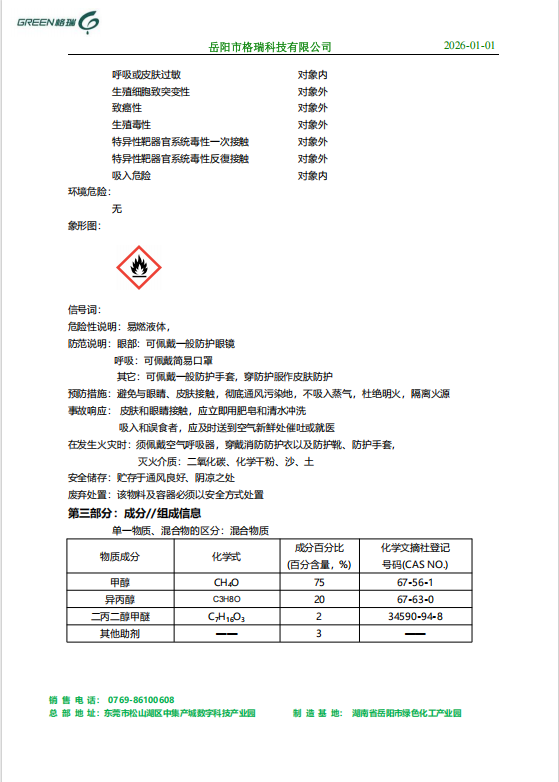 GREEN格瑞
岳阳市格瑞科技有限公司 2026-01-01
呼吸或皮肤过敏 对象内
生殖细胞致突变性 对象外
致癌性 对象外
生殖毒性 对象外
特异性靶器官系统毒性一次接触 对象外
特异性靶器官系统毒性反復接触 对象外
吸入危险 对象内
环境危险：
无
象形图：
信号词：
危险性说明：易燃液体，
防范说明：眼部：可佩戴一般防护眼镜
呼吸：可佩戴简易口罩
其它：可佩戴一般防护手套，穿防护服作皮肤防护
预防措施：避免与眼睛、皮肤接触，彻底通风污染地，不吸入蒸气，杜绝明火，隔离火源
事故响应： 皮肤和眼睛接触，应立即用肥皂和清水冲洗
吸入和误食者，应及时送到空气新鲜处催吐或就医
在发生火灾时：须佩戴空气呼吸器，穿戴消防防护衣以及防护靴、防护手套，
灭火介质：二氧化碳、化学干粉、沙、土
安全储存：贮存于通风良好、阴凉之处
废弃处置：该物料及容器必须以安全方式处置
第三部分：成分//组成信息
单一物质、混合物的区分：混合物质
物质成分 化学式 成分百分比(百分含量，%) 化学文摘社登记号码(CAS NO.)
甲醇 CH₄O 75 67-56-1
异丙醇 C3H8O 20 67-63-0
二丙二醇甲醚 C₇H₁₆O₃ 2 34590-94-8
其他助剂 —— 3 ——
销 售 电 话： 0769-86100608
总 部 地 址：东莞市松山湖区中集产城数字科技产业园 制 造 基 地： 湖南省岳阳市绿色化工产业园